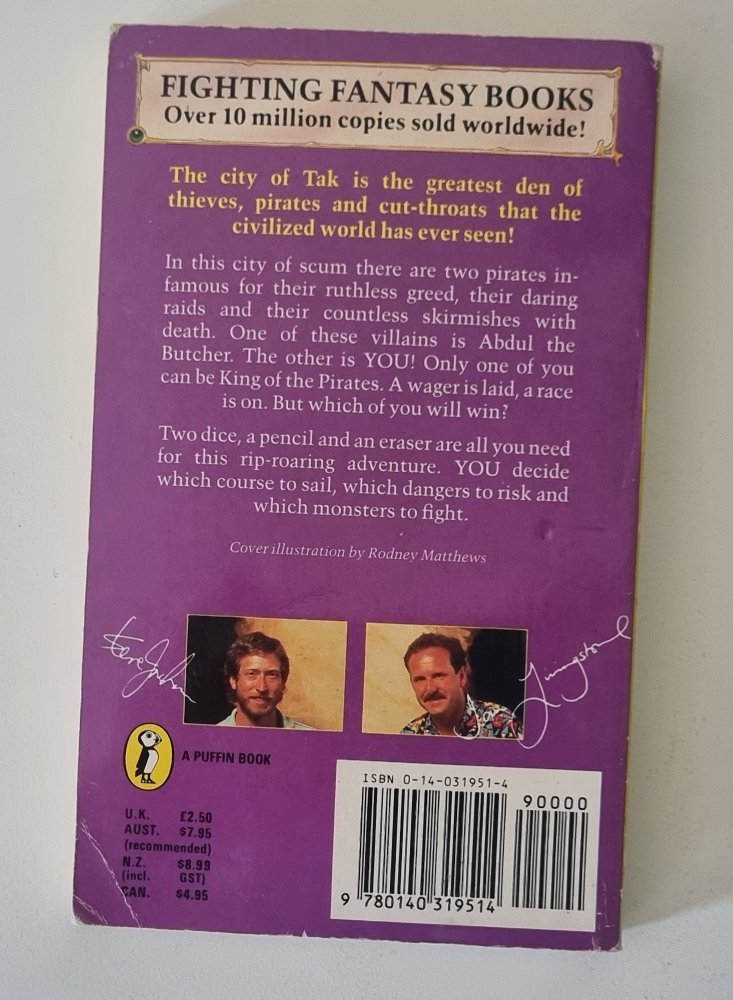 FIGHTING FANTASY BOOKS
Over 10 million copies sold worldwide!
The city of Tak is the greatest den of
thieves, pirates and cut-throats that the
civilized world has ever seen!
In this city of scum there are two pirates in-
famous for their ruthless greed, their daring
raids and their countless skirmishes with
death. One of these villains is Abdul the
Butcher. The other is YOU! Only one of you
can be King of the Pirates. A wager is laid, a race
is on. But which of you will win?
Two dice, a pencil and an eraser are all you need
for this rip-roaring adventure. YOU decide
which course to sail, which dangers to risk and
which monsters to fight.
Cover illustration by Rodney Matthews
Steve Jackson
Livingstone
A PUFFIN BOOK
U.K. £2.50
AUST. $7.95
(recommended)
N.Z. $8.99
(incl. GST)
CAN. $4.95
ISBN 0-14-031951-4
90000
9 780140 319514